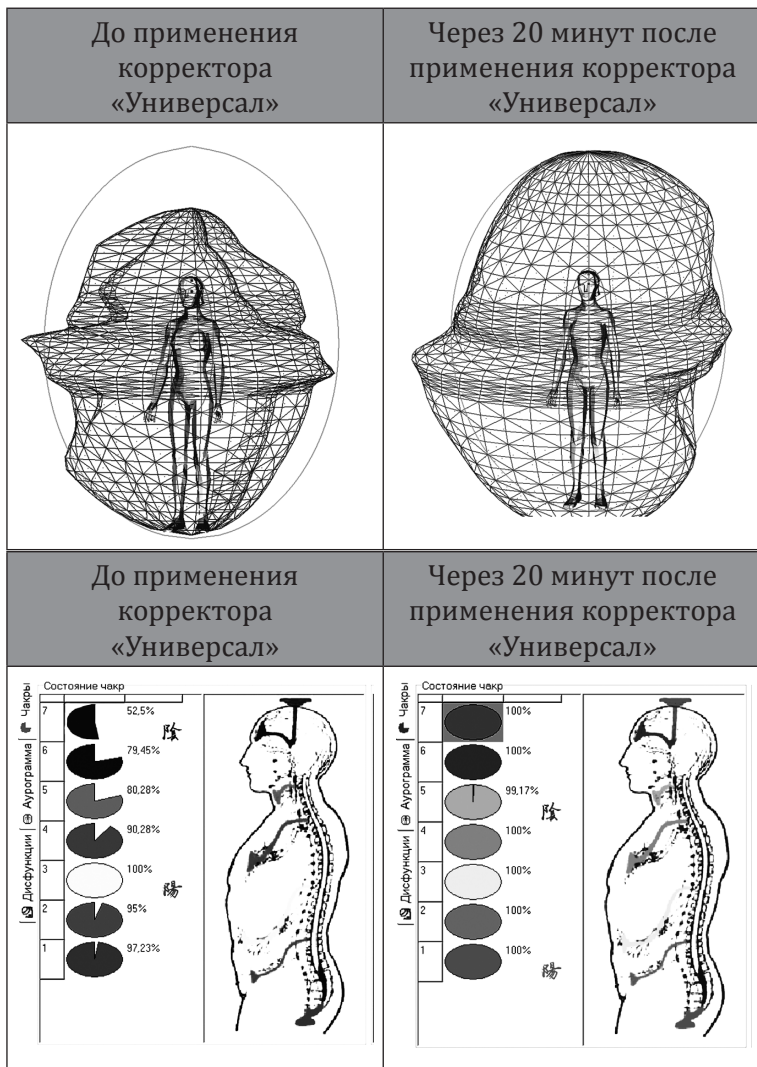 До применения
корректора
«Универсал»
Через 20 минут после
применения корректора
«Универсал»
До применения
корректора
«Универсал»
Через 20 минут после
применения корректора
«Универсал»
Состояние чакр
Дисфункции
Аурограмма
Чакры
7
52,5%
陰
6
79,45%
5
80,28%
4
90,28%
3
100%
陽
2
95%
1
97,23%
Состояние чакр
Дисфункции
Аурограмма
Чакры
7
100%
6
100%
5
99,17%
陰
4
100%
3
100%
2
100%
1
100%
陽